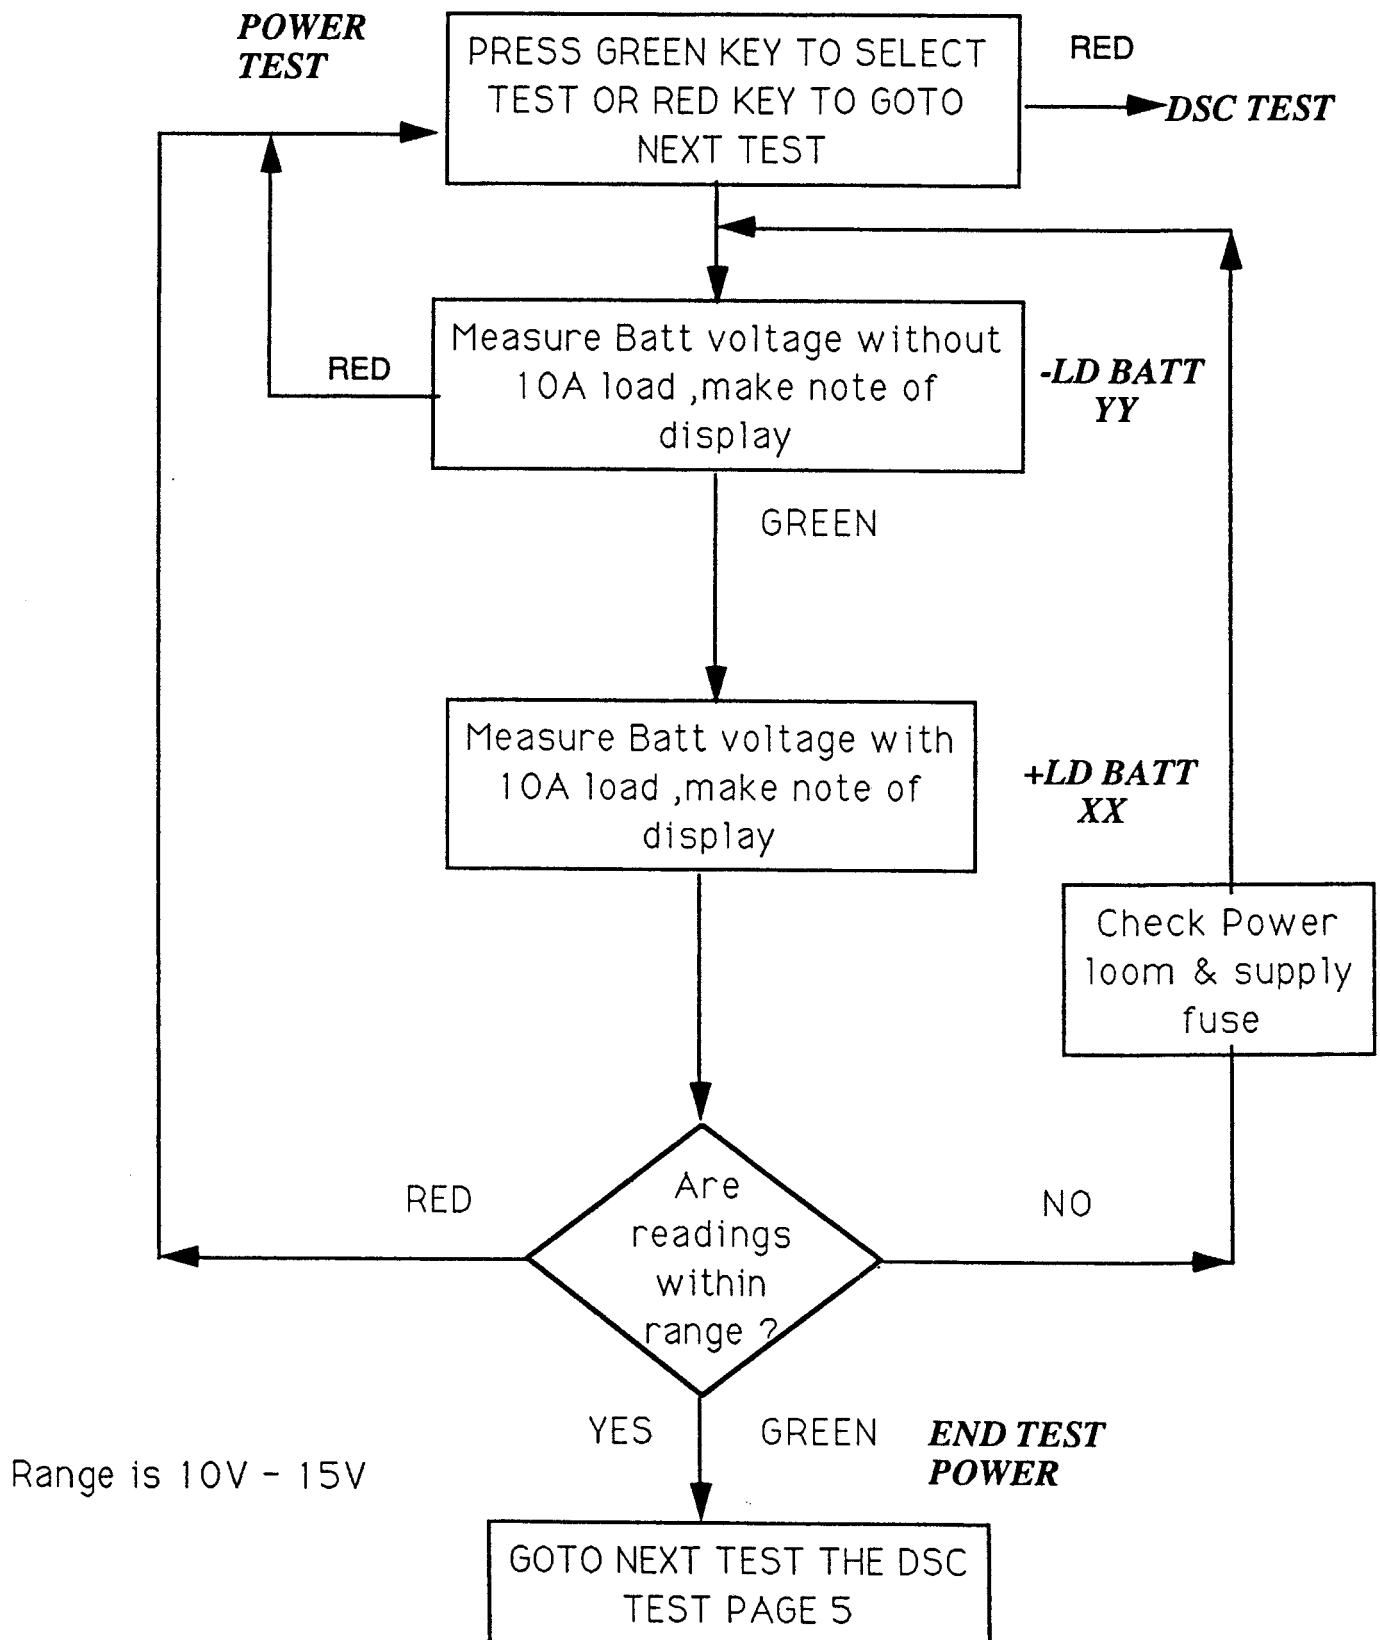 POWER
TEST
PRESS GREEN KEY TO SELECT
TEST OR RED KEY TO GOTO
NEXT TEST
RED
DSC TEST
Measure Batt voltage without
10A load ,make note of
display
RED
-LD BATT
YY
GREEN
Measure Batt voltage with
10A load ,make note of
display
+LD BATT
XX
Check Power
loom & supply
fuse
Are
readings
within
range ?
RED
NO
YES
GREEN
END TEST
POWER
Range is 10V - 15V
GOTO NEXT TEST THE DSC
TEST PAGE 5